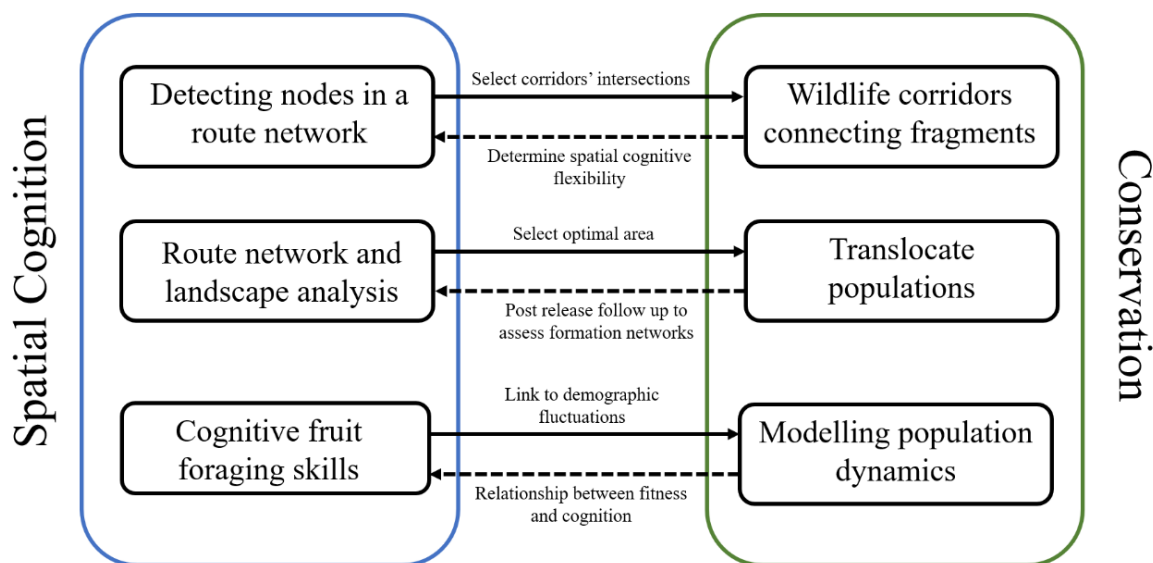 Spatial Cognition
Detecting nodes in a
route network
Select corridors’ intersections
Determine spatial cognitive
flexibility
Wildlife corridors
connecting fragments
Route network and
landscape analysis
Select optimal area
Post release follow up to
assess formation networks
Translocate
populations
Cognitive fruit
foraging skills
Link to demographic
fluctuations
Relationship between fitness
and cognition
Modelling population
dynamics
Conservation